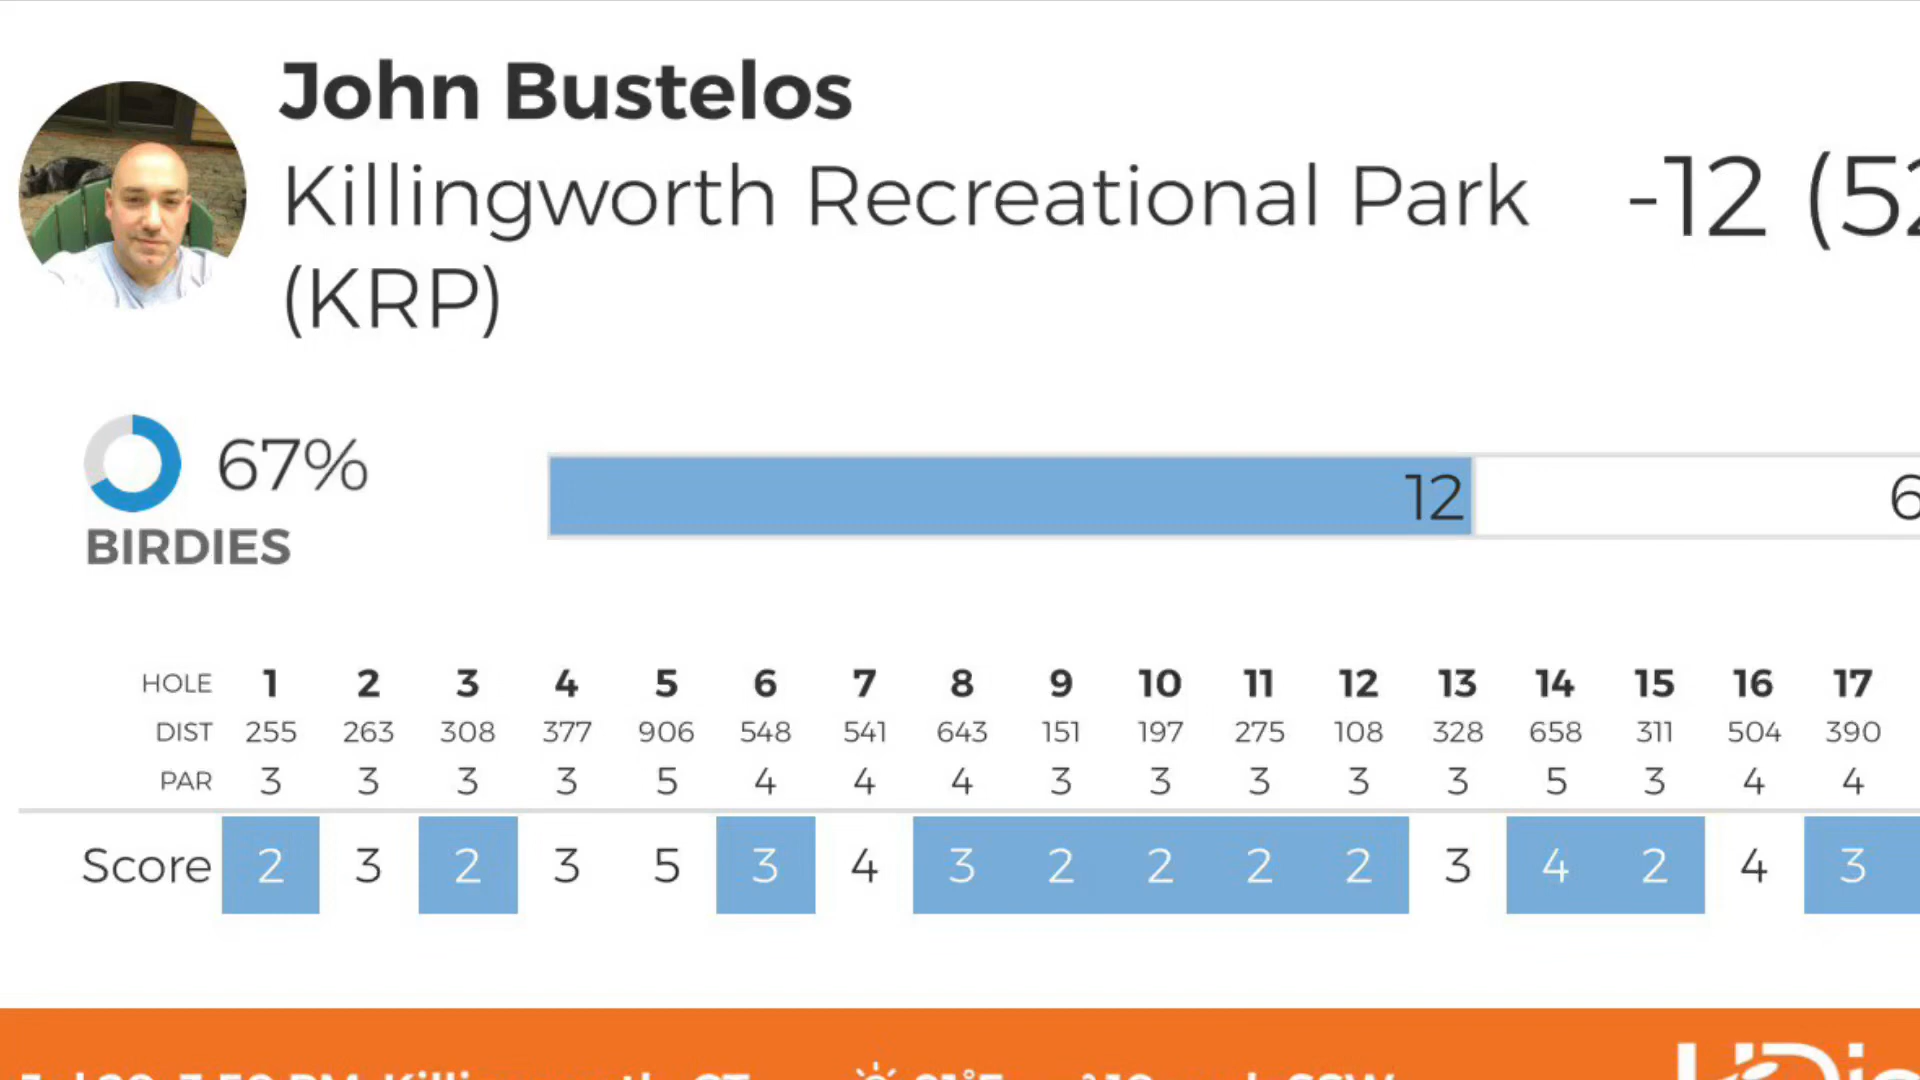 John Bustelos
Killingworth Recreational Park
(KRP)
-12 (52
67%
BIRDIES
12 6
HOLE 1 2 3 4 5 6 7 8 9 10 11 12 13 14 15 16 17
DIST 255 263 308 377 906 548 541 643 151 197 275 108 328 658 311 504 390
PAR 3 3 3 3 5 4 4 4 3 3 3 3 3 5 3 4 4
Score 2 3 2 3 5 3 4 3 2 2 2 2 3 4 2 4 3